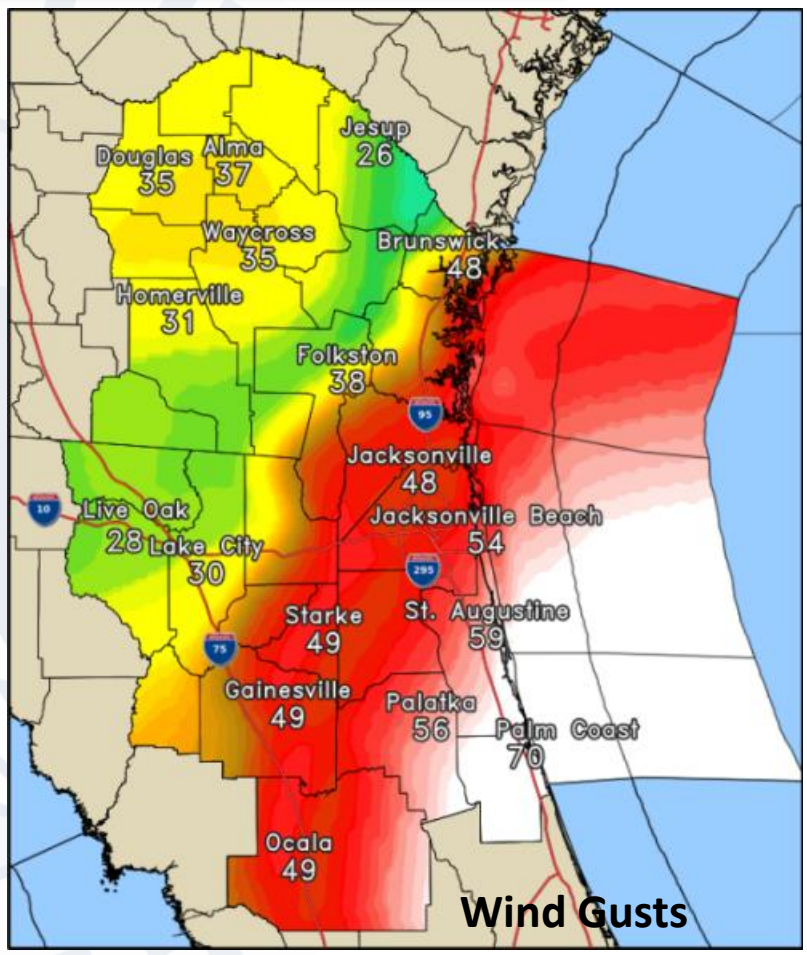 Jesup
26
Douglas
35
Alma
37
Waycross
35
Brunswick
48
Homerville
31
Folkston
38
95
Jacksonville
48
10
Live Oak
28
Lake City
30
Jacksonville Beach
54
295
Starke
49
St. Augustine
59
75
Gainesville
49
Palatka
56
Palm Coast
70
Ocala
49
Wind Gusts